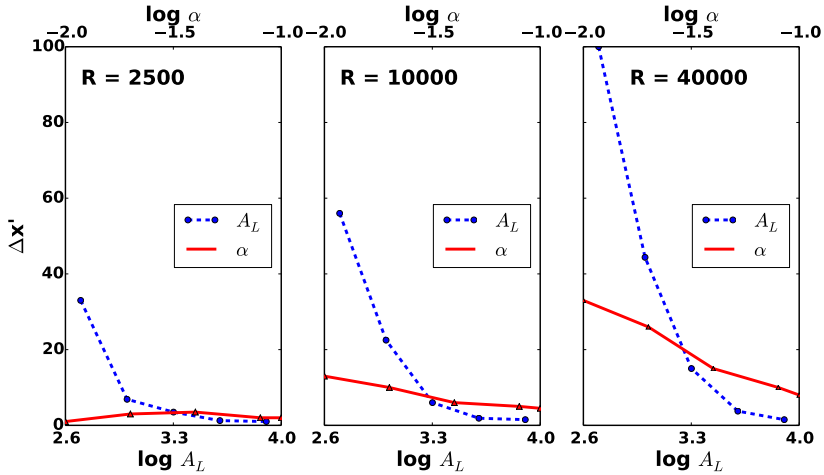 log α log α log α
−2.0 −1.5 −1.0 −2.0 −1.5 −1.0 −2.0 −1.5 −1.0
100
R = 2500 R = 10000 R = 40000
80
60
A_L A_L A_L
Δx'
α α α
40
20
0
2.6 3.3 4.0 2.6 3.3 4.0 2.6 3.3 4.0
log A_L log A_L log A_L